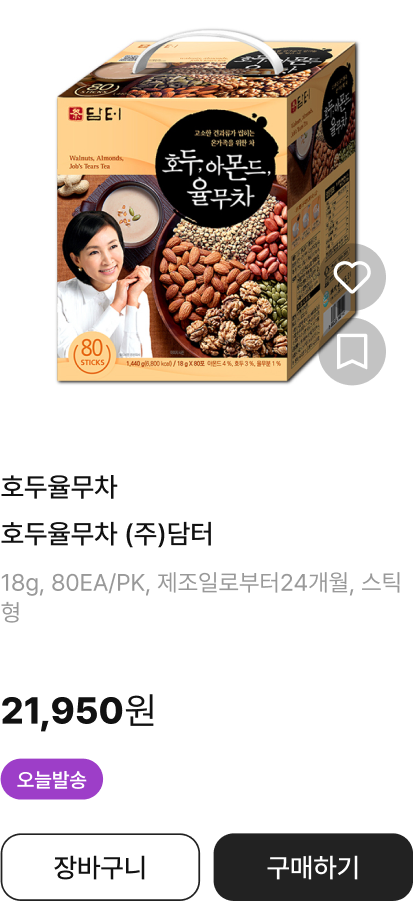 80
STICKS
담터
고소한 견과류가 씹히는
온가족을 위한 차
Walnuts, Almonds,
Job's Tears Tea
호두,아몬드,
율무차
80
STICKS
1,440 g(6,800 kcal) / 18 g X 80포 아몬드 4 %, 호두 3 %, 율무분 1 %
호두율무차
호두율무차 (주)담터
18g, 80EA/PK, 제조일로부터24개월, 스틱
형
21,950원
오늘발송
장바구니
구매하기